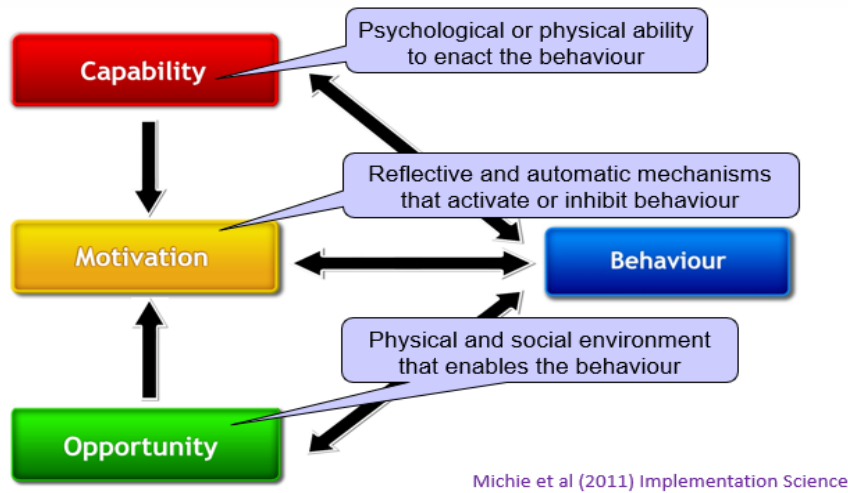 Capability
Psychological or physical ability
to enact the behaviour
Motivation
Reflective and automatic mechanisms
that activate or inhibit behaviour
Behaviour
Physical and social environment
that enables the behaviour
Opportunity
Michie et al (2011) Implementation Science